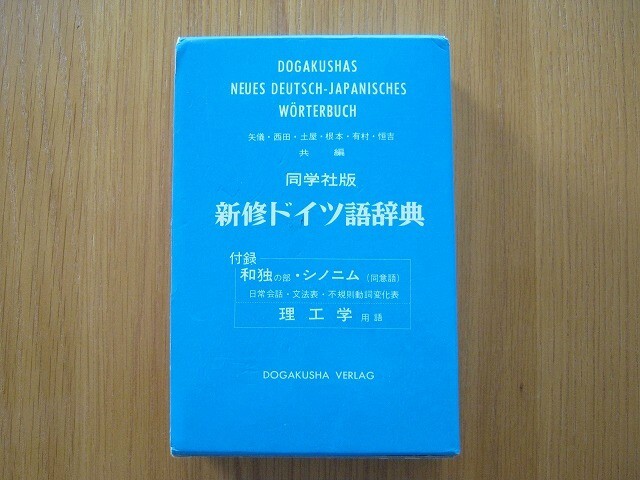 DOGAKUSHAS
NEUES DEUTSCH-JAPANISCHES
WÖRTERBUCH
矢儀・西田・土屋・根本・有村・恒吉
共 編
同学社版
新修ドイツ語辞典
付録
和独の部・シノニム(同意語)
日常会話・文法表・不規則動詞変化表
理工学用語
DOGAKUSHA VERLAG